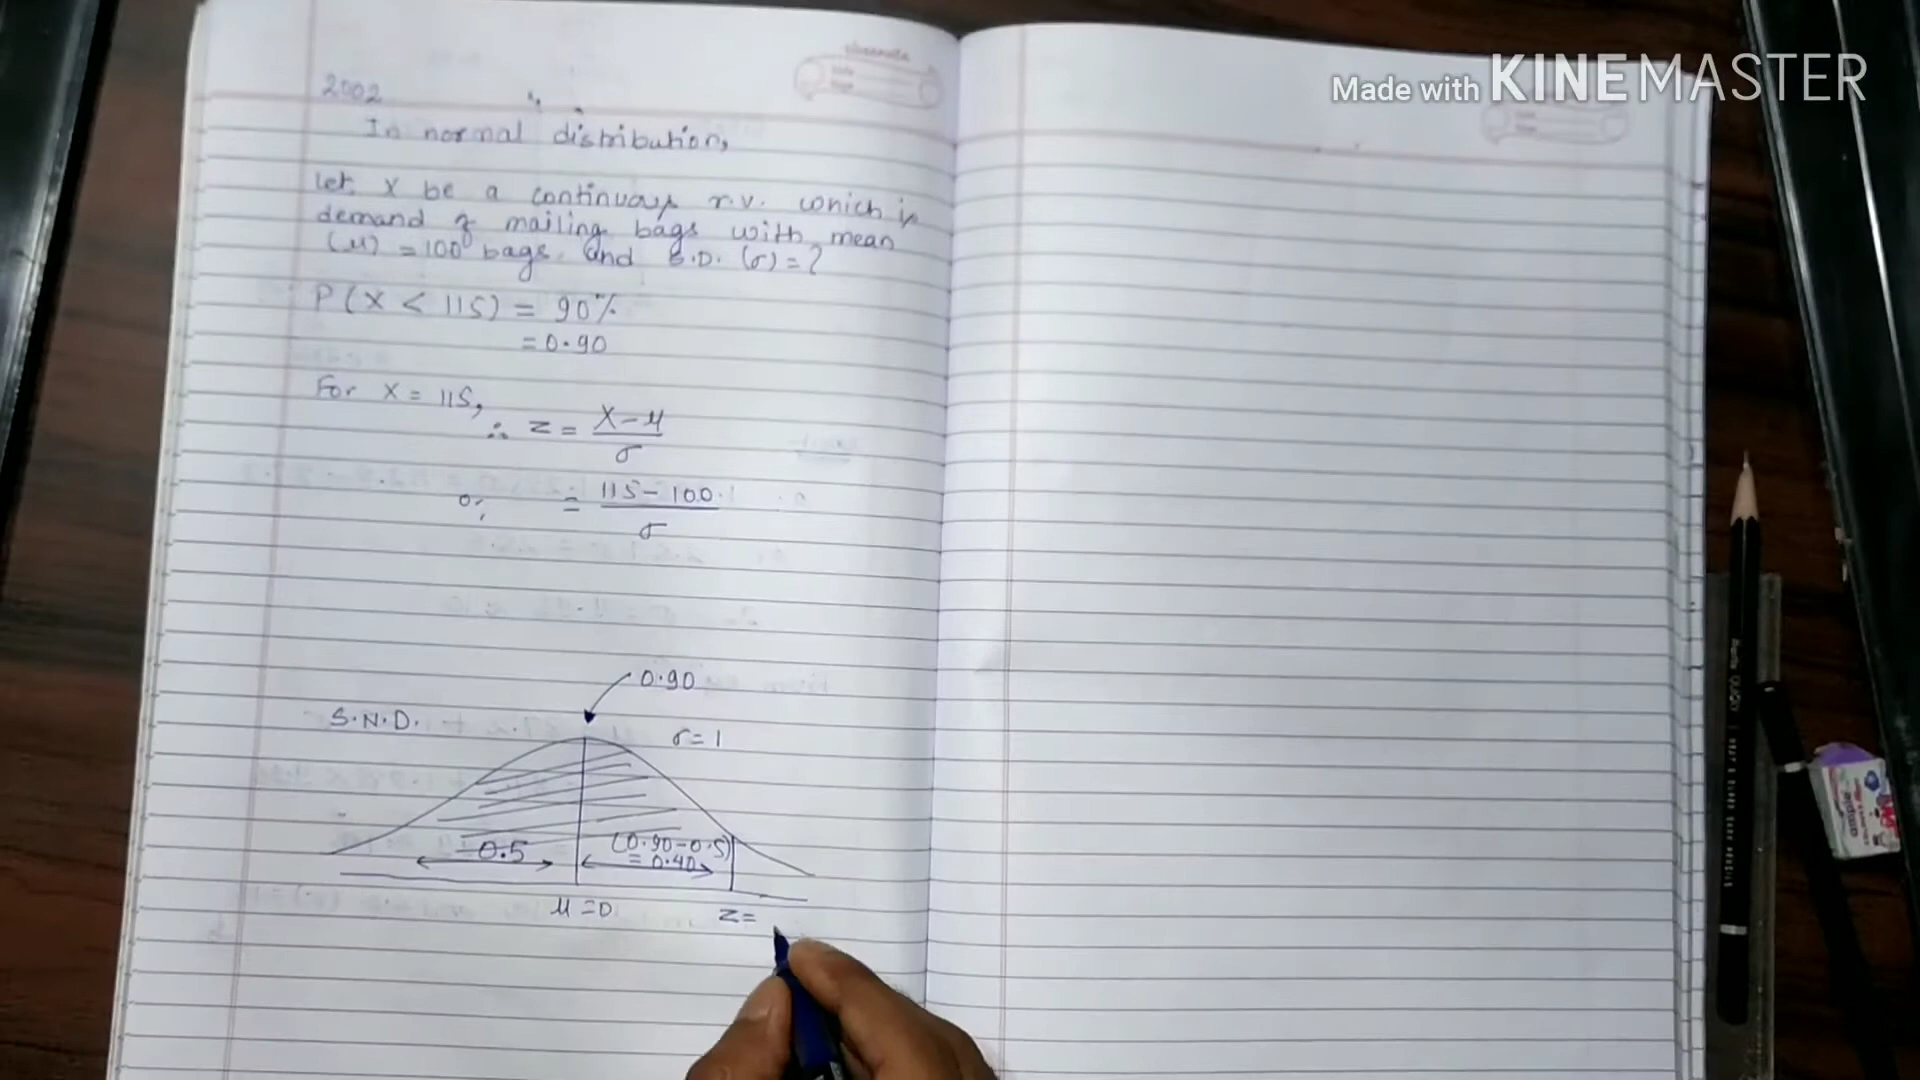 Made with KINEMASTER
classmate
2002
In normal distribution,
Let, X be a continuous r.v. which is
demand of mailing bags with mean
(μ) = 100 bags and S.D. (σ) = ?
P(X < 115) = 90%
= 0.90
For X = 115,
∴ z = X-μ / σ
= 115-100 / σ
0.90
S.N.D.
σ = 1
0.5
(0.90-0.5)
= 0.40
μ = 0
z =